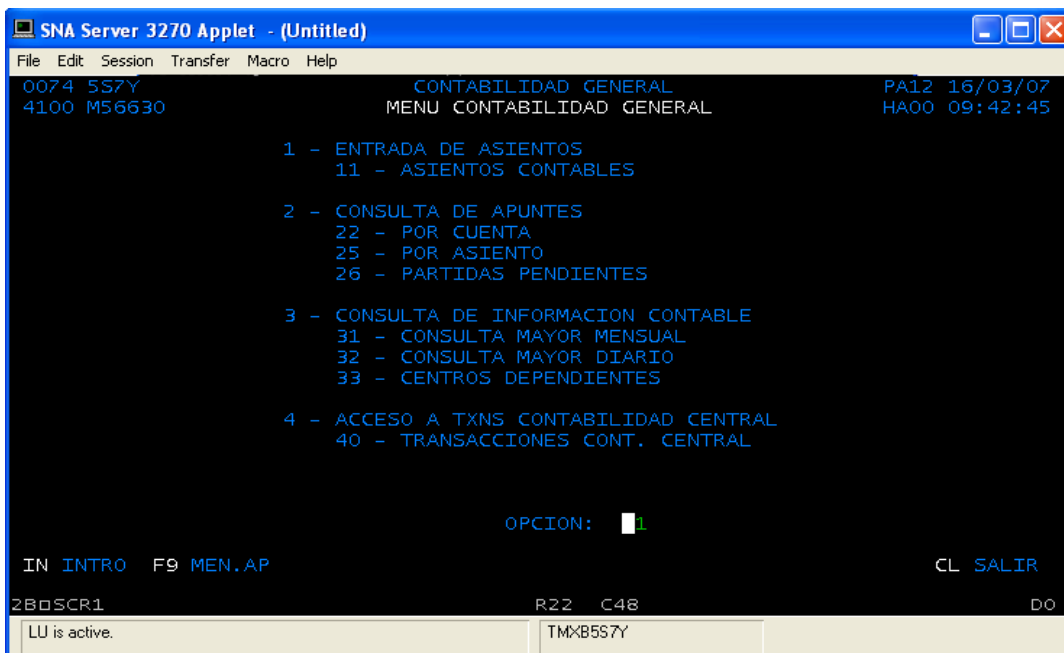 SNA Server 3270 Applet - (Untitled)
File Edit Session Transfer Macro Help
0074 5S7Y CONTABILIDAD GENERAL PA12 16/03/07
4100 M56630 MENU CONTABILIDAD GENERAL HA00 09:42:45
1 - ENTRADA DE ASIENTOS
11 - ASIENTOS CONTABLES
2 - CONSULTA DE APUNTES
22 - POR CUENTA
25 - POR ASIENTO
26 - PARTIDAS PENDIENTES
3 - CONSULTA DE INFORMACION CONTABLE
31 - CONSULTA MAYOR MENSUAL
32 - CONSULTA MAYOR DIARIO
33 - CENTROS DEPENDIENTES
4 - ACCESO A TXNS CONTABILIDAD CENTRAL
40 - TRANSACCIONES CONT. CENTRAL
OPCION: 1
IN INTRO F9 MEN.AP CL SALIR
2B□SCR1 R22 C48 DO
LU is active. TMXB5S7Y